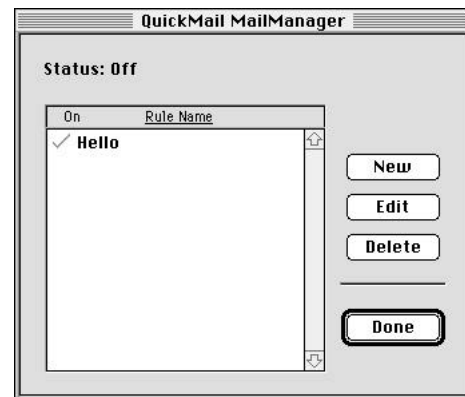 QuickMail MailManager
Status: Off
On Rule Name
Hello
New
Edit
Delete
Done